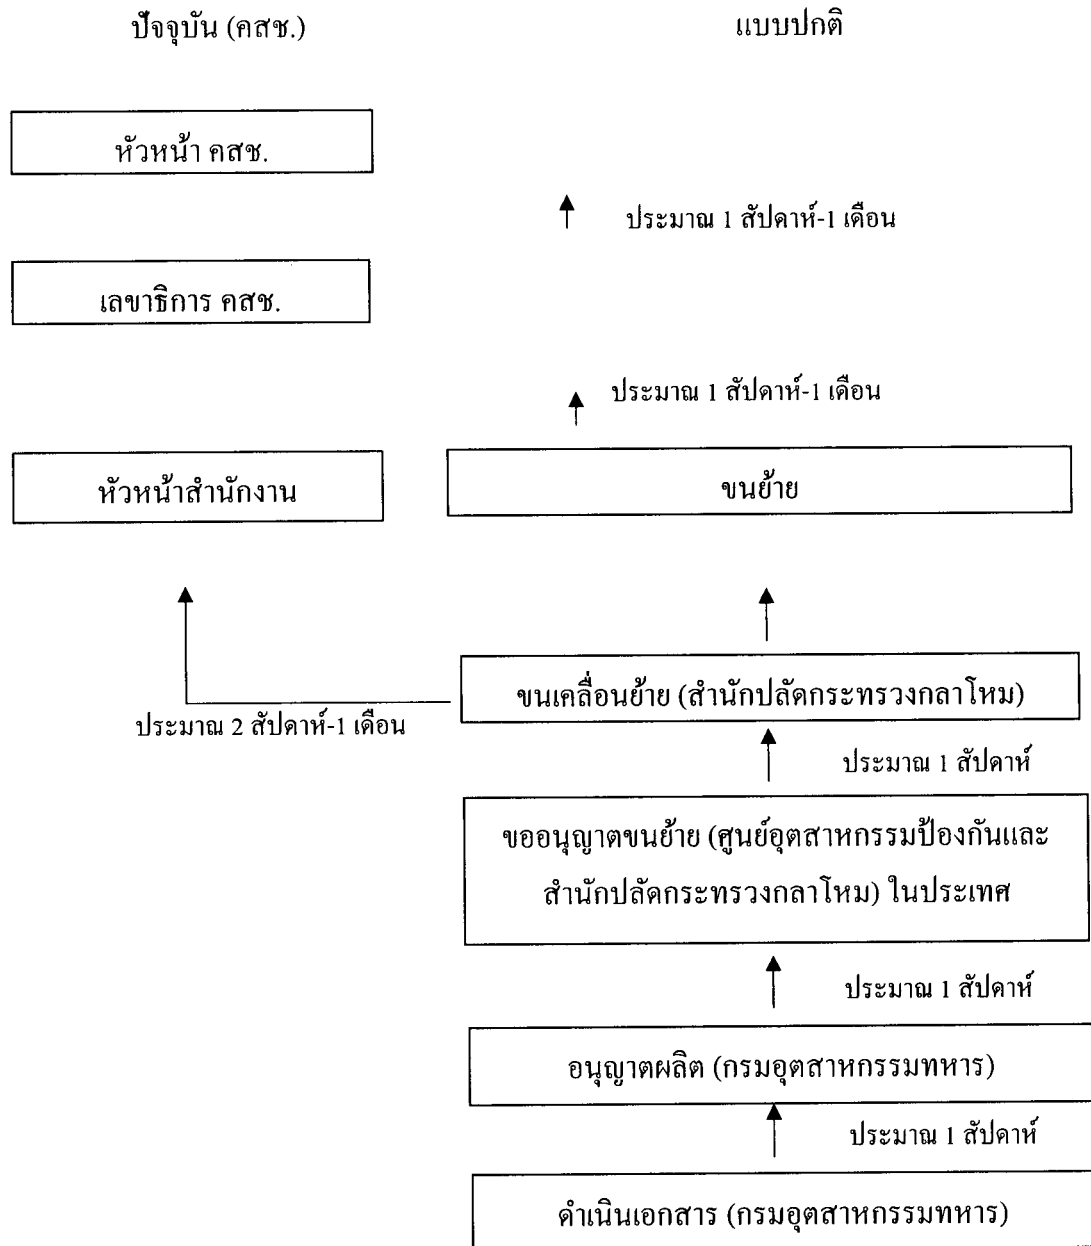 ปัจจุบัน (คสช.)
แบบปกติ
หัวหน้า คสช.
ประมาณ 1 สัปดาห์-1 เดือน
เลขาธิการ คสช.
ประมาณ 1 สัปดาห์-1 เดือน
หัวหน้าสำนักงาน
ขนย้าย
ขนเคลื่อนย้าย (สำนักปลัดกระทรวงกลาโหม)
ประมาณ 2 สัปดาห์-1 เดือน
ประมาณ 1 สัปดาห์
ขออนุญาตขนย้าย (ศูนย์อุตสาหกรรมป้องกันและ
สำนักปลัดกระทรวงกลาโหม) ในประเทศ
ประมาณ 1 สัปดาห์
อนุญาตผลิต (กรมอุตสาหกรรมทหาร)
ประมาณ 1 สัปดาห์
ดำเนินเอกสาร (กรมอุตสาหกรรมทหาร)